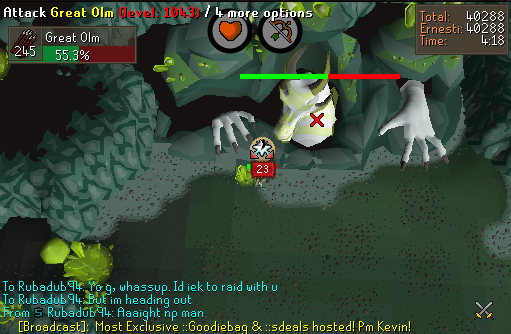 Attack Great Olm (level: 1043) / 4 more options
Great Olm
245
55.3%
Total: 40288
Ernesti: 40288
Time: 4:18
23
To Rubadub94: Yo g, whassup. Id iek to raid with u
To Rubadub94: But im heading out
From S Rubadub94: Aaaight np man
[Broadcast]: Most Exclusive ::Goodiebag & ::sdeals hosted! Pm Kevin!